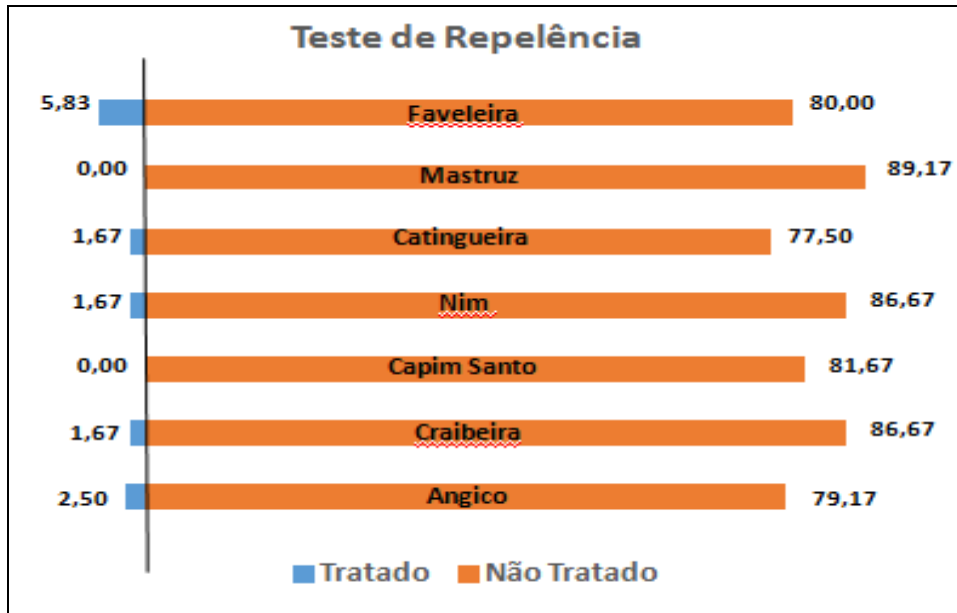 Teste de Repelência
5,83 Faveleira 80,00
0,00 Mastruz 89,17
1,67 Catingueira 77,50
1,67 Nim 86,67
0,00 Capim Santo 81,67
1,67 Craibeira 86,67
2,50 Angico 79,17
Tratado Não Tratado